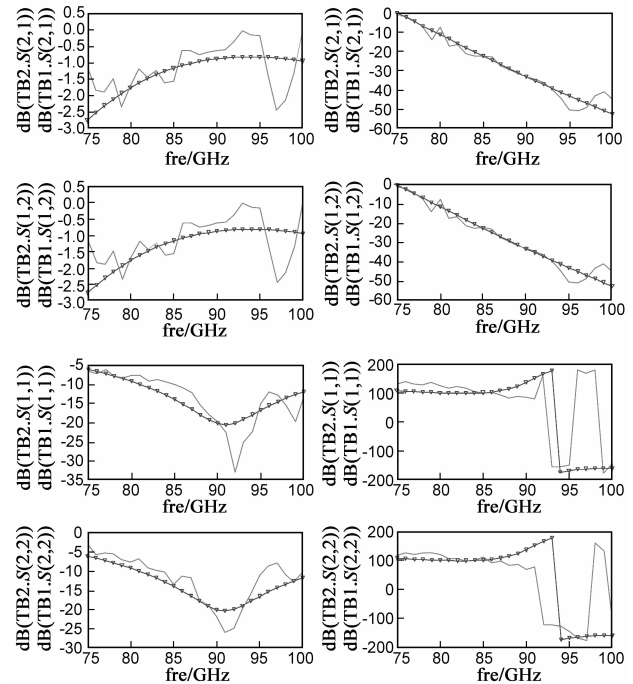 dB(TB2.S(2,1))
dB(TB1.S(2,1))
0.5
0.0
-0.5
-1.0
-1.5
-2.0
-2.5
-3.0
75 80 85 90 95 100
fre/GHz
dB(TB2.S(2,1))
dB(TB1.S(2,1))
0
-10
-20
-30
-40
-50
-60
75 80 85 90 95 100
fre/GHz
dB(TB2.S(1,2))
dB(TB1.S(1,2))
0.5
0.0
-0.5
-1.0
-1.5
-2.0
-2.5
-3.0
75 80 85 90 95 100
fre/GHz
dB(TB2.S(1,2))
dB(TB1.S(1,2))
0
-10
-20
-30
-40
-50
-60
75 80 85 90 95 100
fre/GHz
dB(TB2.S(1,1))
dB(TB1.S(1,1))
-5
-10
-15
-20
-25
-30
-35
75 80 85 90 95 100
fre/GHz
dB(TB2.S(1,1))
dB(TB1.S(1,1))
200
100
0
-100
-200
75 80 85 90 95 100
fre/GHz
dB(TB2.S(2,2))
dB(TB1.S(2,2))
0
-5
-10
-15
-20
-25
-30
75 80 85 90 95 100
fre/GHz
dB(TB2.S(2,2))
dB(TB1.S(2,2))
200
100
0
-100
-200
75 80 85 90 95 100
fre/GHz